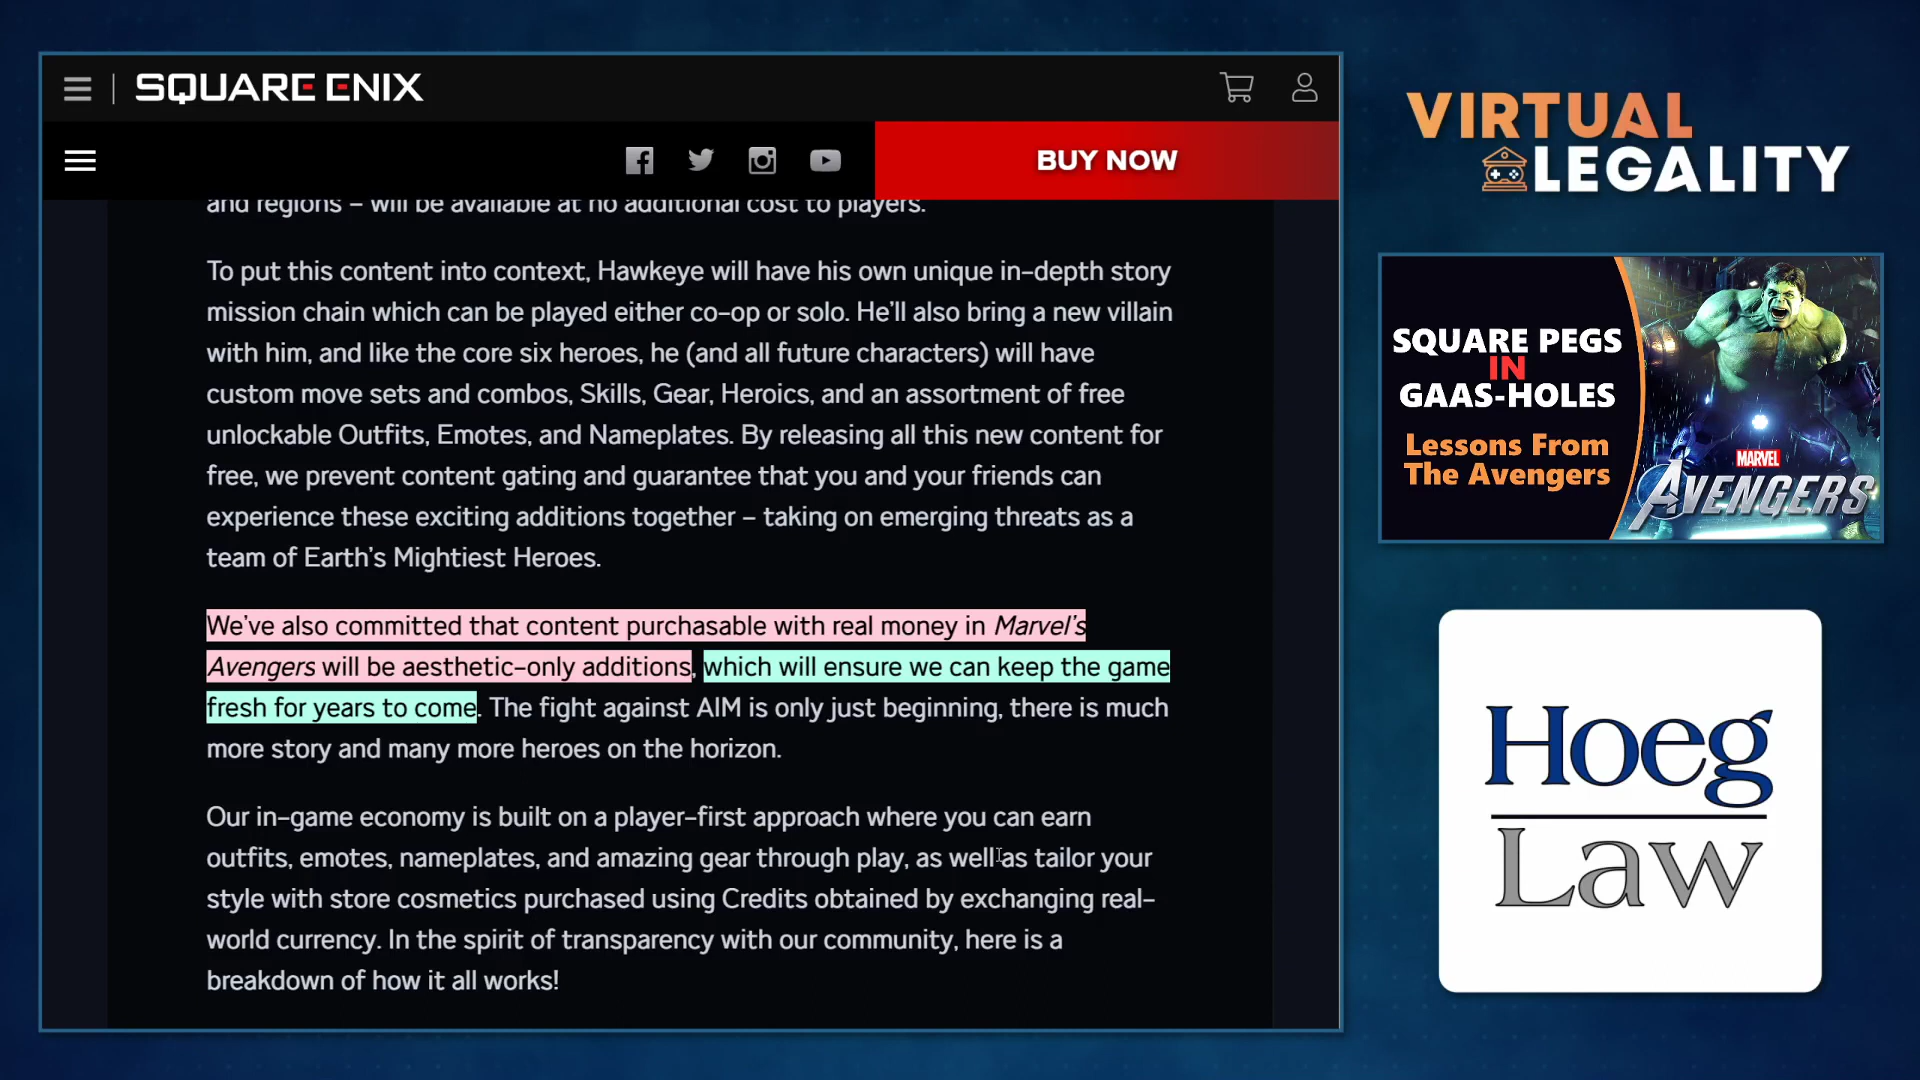 SQUARE ENIX
BUY NOW
and regions – will be available at no additional cost to players.
To put this content into context, Hawkeye will have his own unique in-depth story
mission chain which can be played either co-op or solo. He’ll also bring a new villain
with him, and like the core six heroes, he (and all future characters) will have
custom move sets and combos, Skills, Gear, Heroics, and an assortment of free
unlockable Outfits, Emotes, and Nameplates. By releasing all this new content for
free, we prevent content gating and guarantee that you and your friends can
experience these exciting additions together – taking on emerging threats as a
team of Earth’s Mightiest Heroes.
We’ve also committed that content purchasable with real money in Marvel’s
Avengers will be aesthetic-only additions, which will ensure we can keep the game
fresh for years to come. The fight against AIM is only just beginning, there is much
more story and many more heroes on the horizon.
Our in-game economy is built on a player-first approach where you can earn
outfits, emotes, nameplates, and amazing gear through play, as well as tailor your
style with store cosmetics purchased using Credits obtained by exchanging real-
world currency. In the spirit of transparency with our community, here is a
breakdown of how it all works!
VIRTUAL
LEGALITY
SQUARE PEGS
IN
GAAS-HOLES
Lessons From
The Avengers
MARVEL
AVENGERS
Hoeg
Law